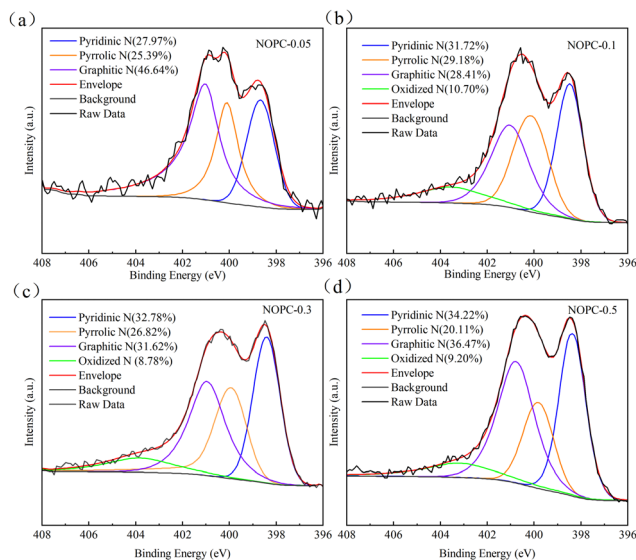 (a)
NOPC-0.05
Pyridinic N(27.97%)
Pyrrolic N(25.39%)
Graphitic N(46.64%)
Envelope
Background
Raw Data
Intensity (a.u.)
408 406 404 402 400 398 396
Binding Energy (eV)
(b)
NOPC-0.1
Pyridinic N(31.72%)
Pyrrolic N(29.18%)
Graphitic N(28.41%)
Oxidized N(10.70%)
Envelope
Background
Raw Data
Intensity (a.u.)
408 406 404 402 400 398 396
Binding Energy (eV)
(c)
NOPC-0.3
Pyridinic N(32.78%)
Pyrrolic N(26.82%)
Graphitic N(31.62%)
Oxidized N (8.78%)
Envelope
Background
Raw Data
Intensity (a.u.)
408 406 404 402 400 398 396
Binding Energy (eV)
(d)
NOPC-0.5
Pyridinic N(34.22%)
Pyrrolic N(20.11%)
Graphitic N(36.47%)
Oxidized N(9.20%)
Envelope
Background
Raw Data
Intensity (a.u.)
408 406 404 402 400 398 396
Binding Energy (eV)